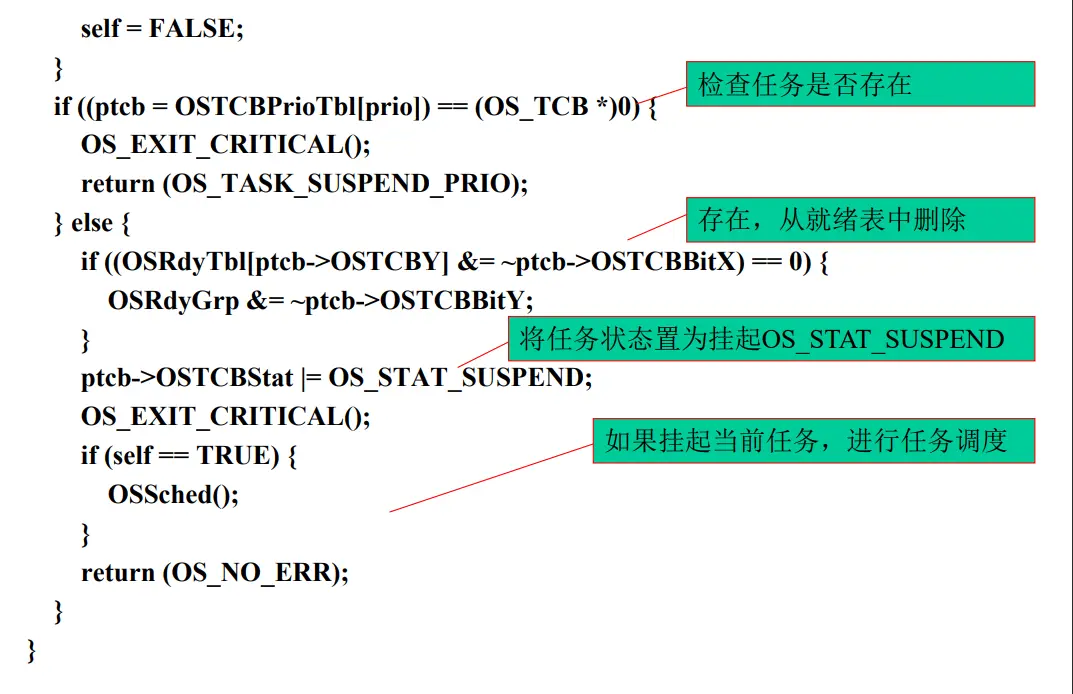 self = FALSE;
}
if ((ptcb = OSTCBPrioTbl[prio]) == (OS_TCB *)0) {
检查任务是否存在
OS_EXIT_CRITICAL();
return (OS_TASK_SUSPEND_PRIO);
} else {
存在，从就绪表中删除
if ((OSRdyTbl[ptcb->OSTCBY] &= ~ptcb->OSTCBBitX) == 0) {
OSRdyGrp &= ~ptcb->OSTCBBitY;
}
将任务状态置为挂起OS_STAT_SUSPEND
ptcb->OSTCBStat |= OS_STAT_SUSPEND;
OS_EXIT_CRITICAL();
如果挂起当前任务，进行任务调度
if (self == TRUE) {
OSSched();
}
return (OS_NO_ERR);
}
}